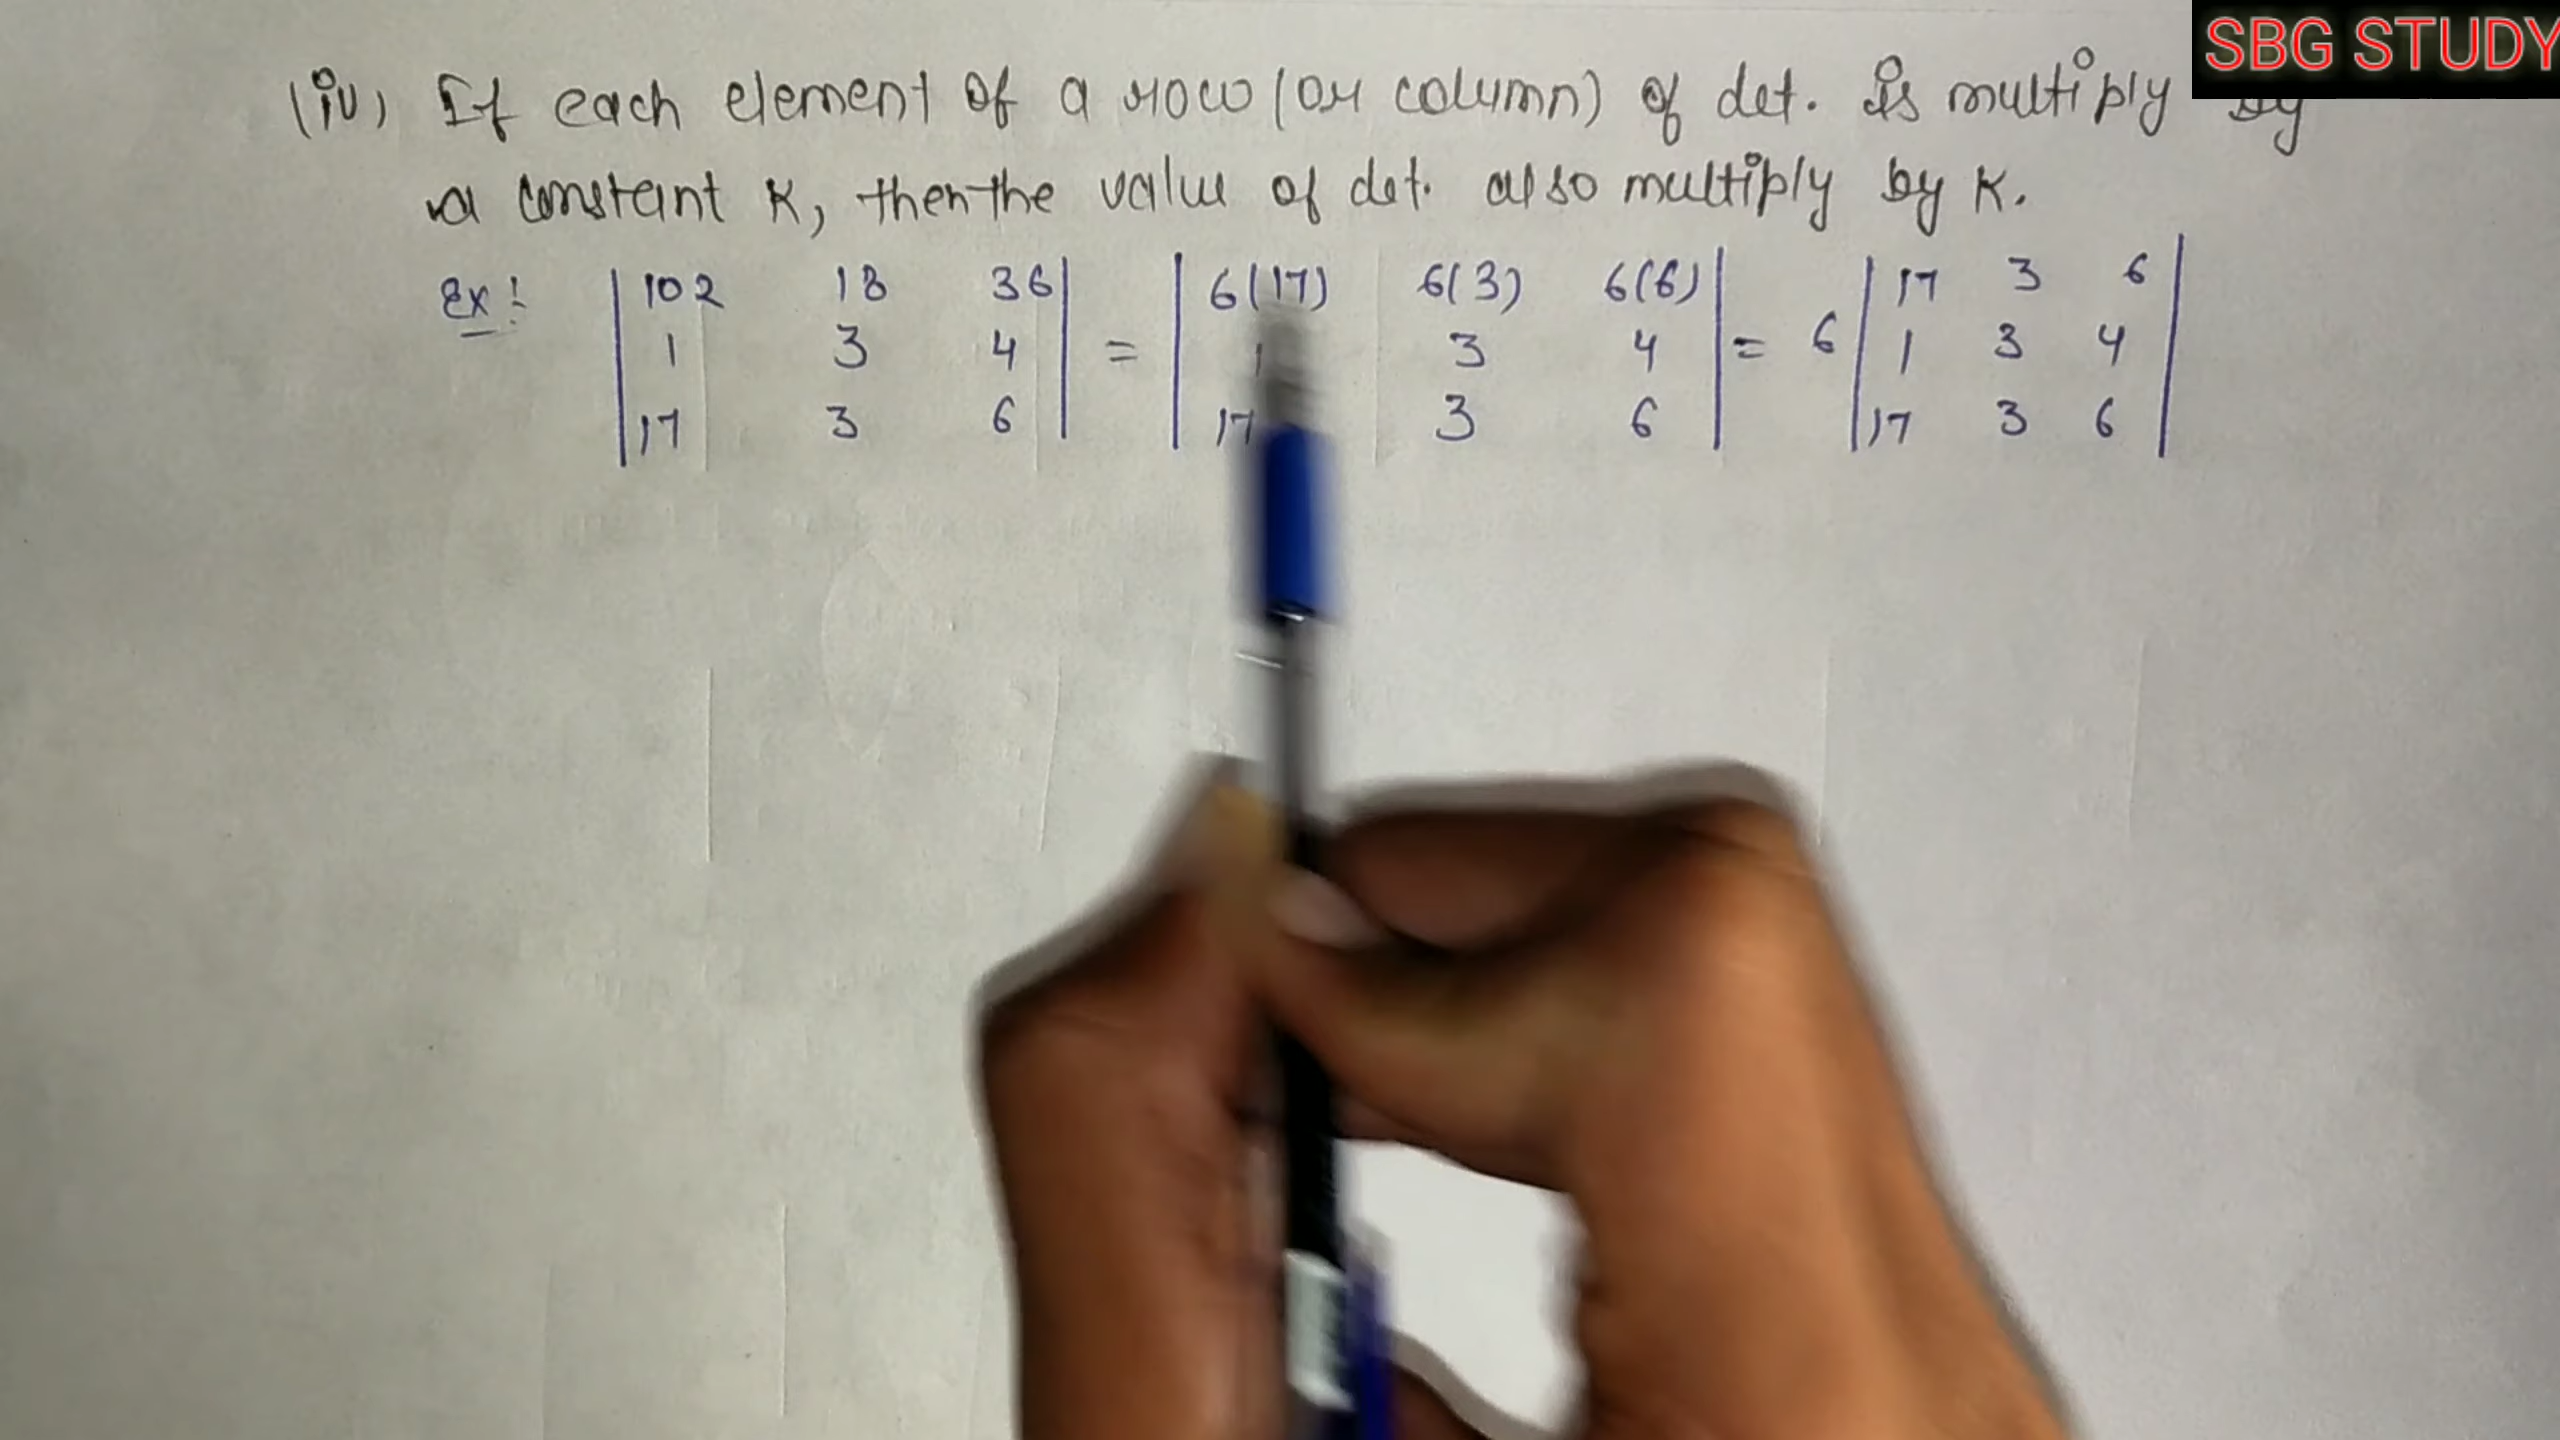 SBG STUDY
(iv) If each element of a row (or column) of det. is multiply by
a constant K, then the value of det. also multiply by K.
Ex: | 102 18 36 | = | 6(17) 6(3) 6(6) | = 6 | 17 3 6 |
| 1 3 4 | | 1 3 4 | | 1 3 4 |
| 17 3 6 | | 17 3 6 | | 17 3 6 |